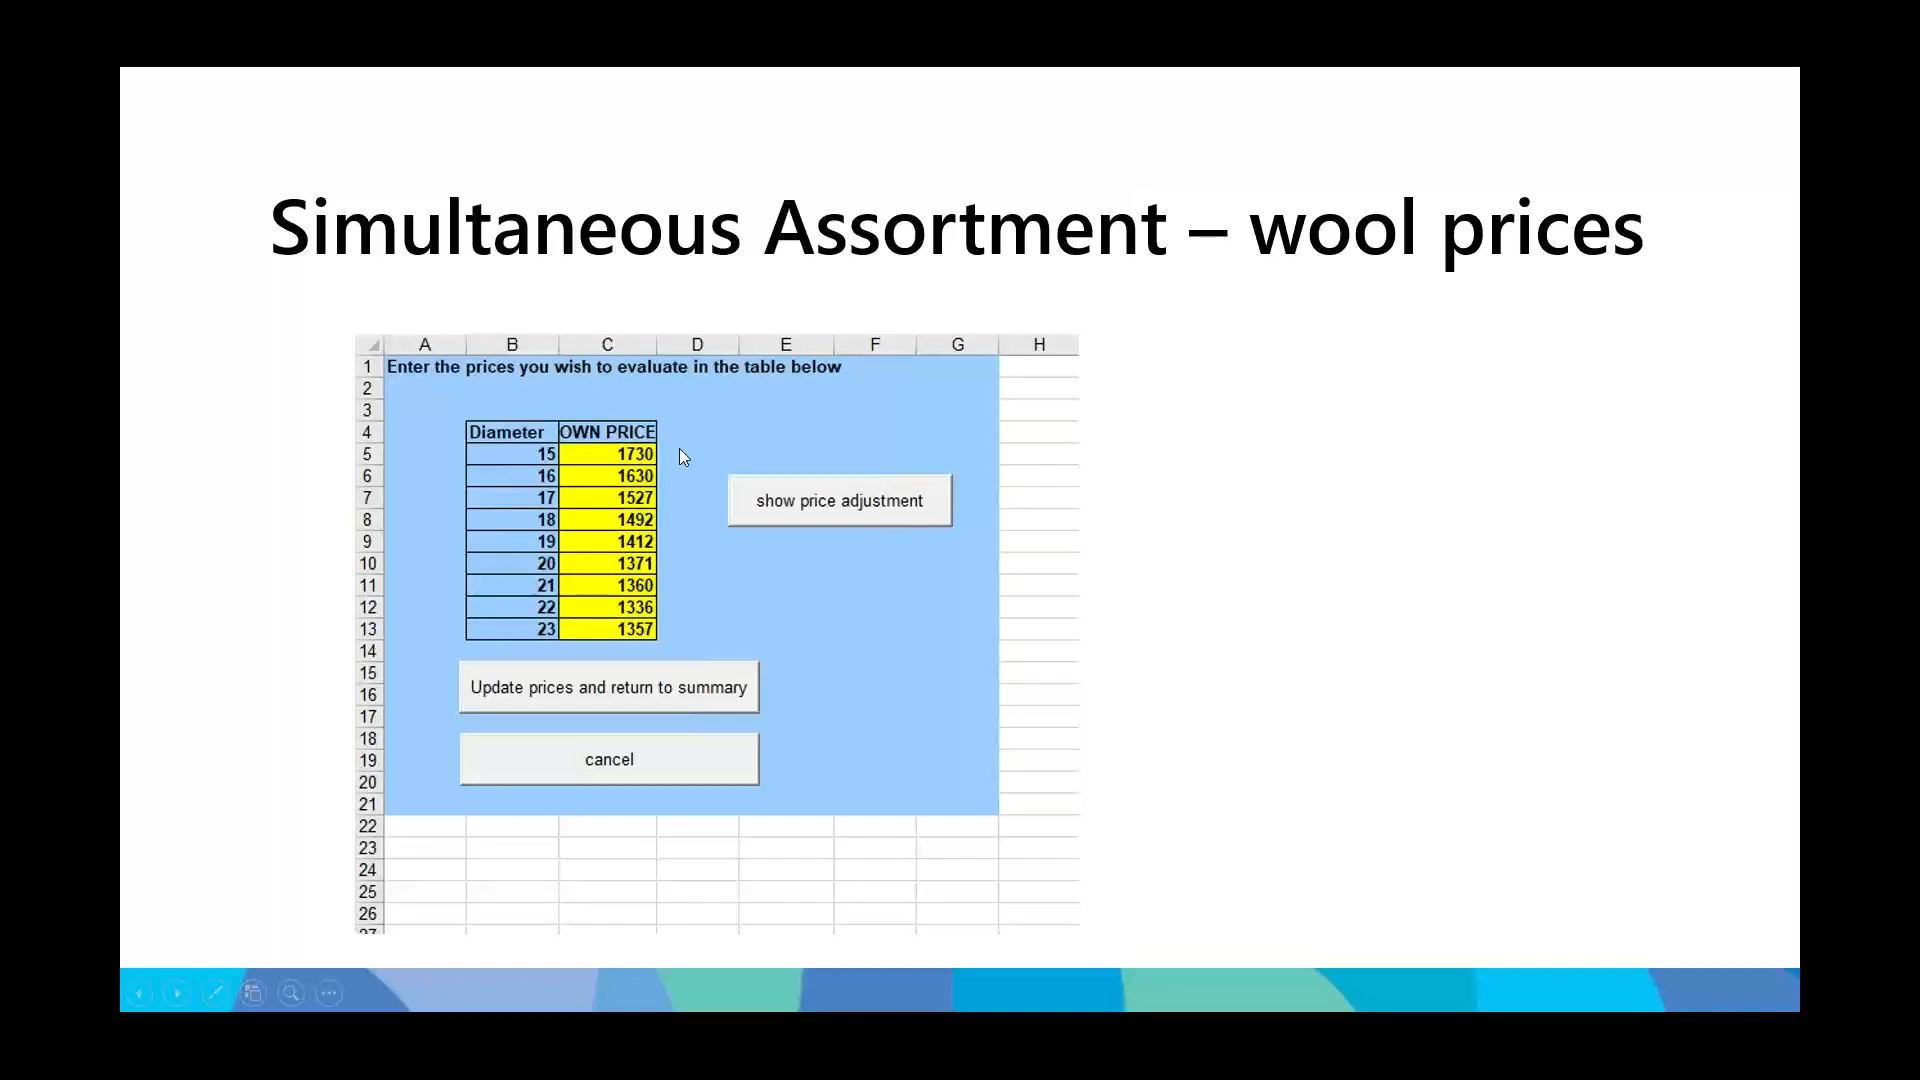 Simultaneous Assortment – wool prices
A B C D E F G H
1 Enter the prices you wish to evaluate in the table below
2
3
4 Diameter OWN PRICE
5 15 1730
6 16 1630
show price adjustment
7 17 1527
8 18 1492
9 19 1412
10 20 1371
11 21 1360
12 22 1336
13 23 1357
14
15
Update prices and return to summary
16
17
18
19 cancel
20
21
22
23
24
25
26
27